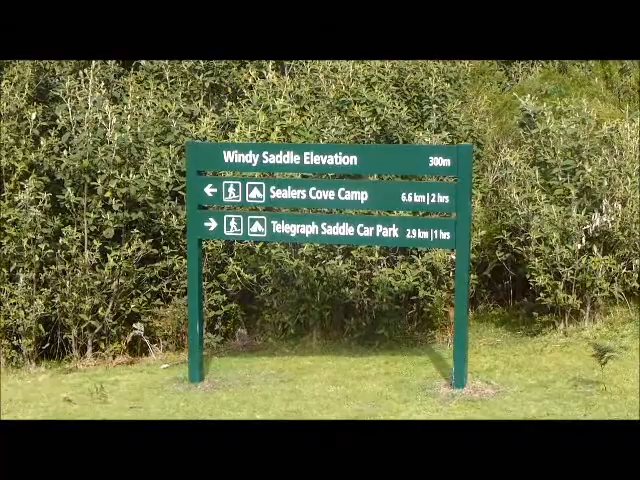 Windy Saddle Elevation 300m
← Sealers Cove Camp 6.6 km | 2 hrs
→ Telegraph Saddle Car Park 2.9 km | 1 hrs